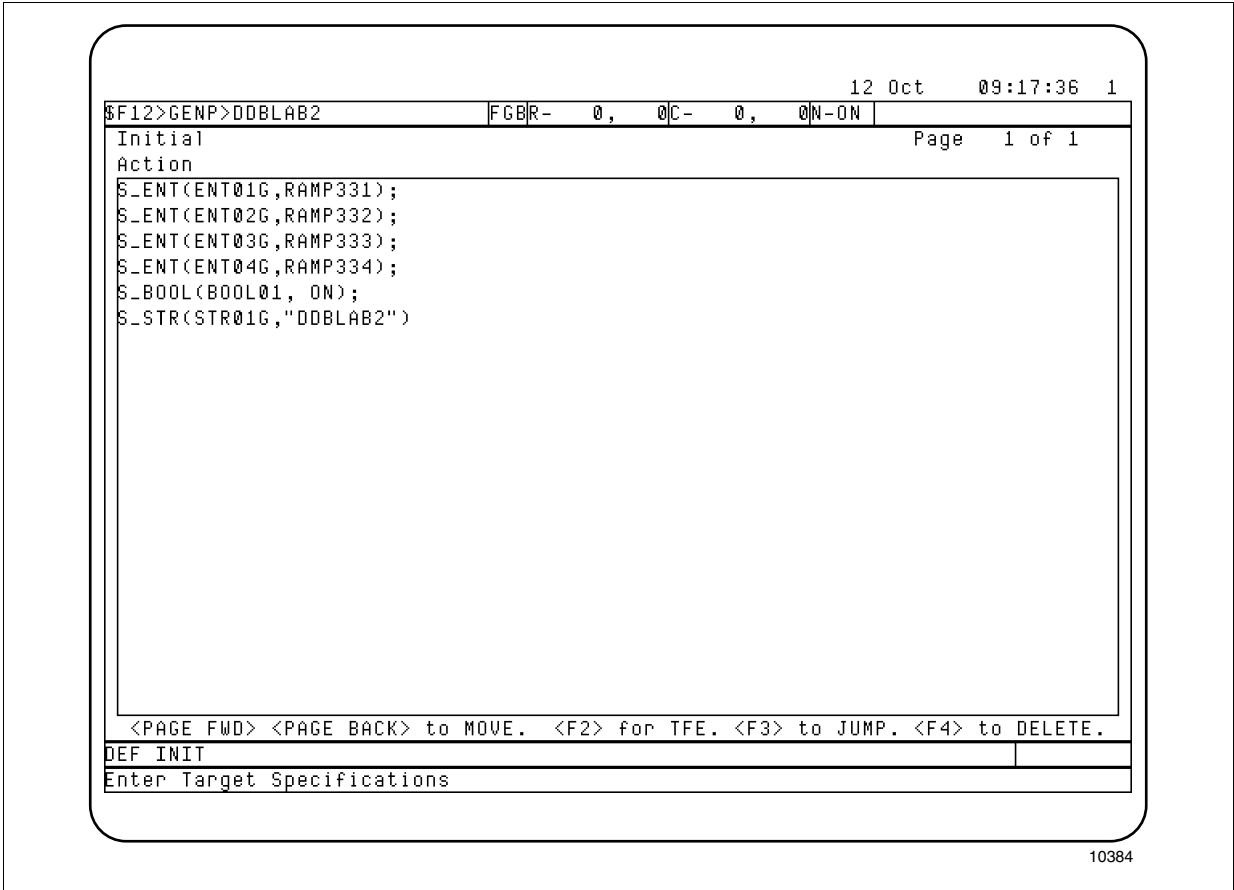 12 Oct 09:17:36 1
$F12>GENP>DDBLAB2 FGB R- 0, 0 C- 0, 0 N-ON
Initial Page 1 of 1
Action
S_ENT(ENT01G,RAMP331);
S_ENT(ENT02G,RAMP332);
S_ENT(ENT03G,RAMP333);
S_ENT(ENT04G,RAMP334);
S_BOOL(BOOL01, ON);
S_STR(STR01G,"DDBLAB2")
<PAGE FWD> <PAGE BACK> to MOVE. <F2> for TFE. <F3> to JUMP. <F4> to DELETE.
DEF INIT
Enter Target Specifications
10384